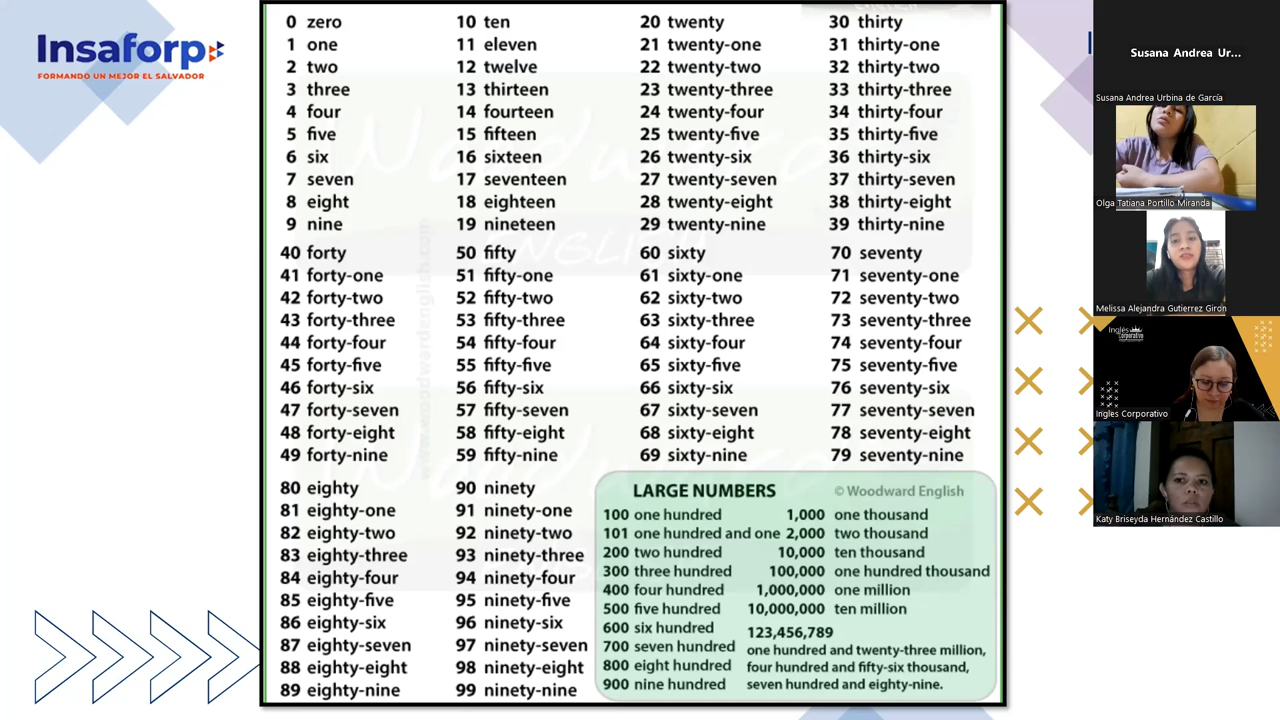 Insaforp
FORMANDO UN MEJOR EL SALVADOR
0 zero
1 one
2 two
3 three
4 four
5 five
6 six
7 seven
8 eight
9 nine
10 ten
11 eleven
12 twelve
13 thirteen
14 fourteen
15 fifteen
16 sixteen
17 seventeen
18 eighteen
19 nineteen
20 twenty
21 twenty-one
22 twenty-two
23 twenty-three
24 twenty-four
25 twenty-five
26 twenty-six
27 twenty-seven
28 twenty-eight
29 twenty-nine
30 thirty
31 thirty-one
32 thirty-two
33 thirty-three
34 thirty-four
35 thirty-five
36 thirty-six
37 thirty-seven
38 thirty-eight
39 thirty-nine
40 forty
41 forty-one
42 forty-two
43 forty-three
44 forty-four
45 forty-five
46 forty-six
47 forty-seven
48 forty-eight
49 forty-nine
50 fifty
51 fifty-one
52 fifty-two
53 fifty-three
54 fifty-four
55 fifty-five
56 fifty-six
57 fifty-seven
58 fifty-eight
59 fifty-nine
60 sixty
61 sixty-one
62 sixty-two
63 sixty-three
64 sixty-four
65 sixty-five
66 sixty-six
67 sixty-seven
68 sixty-eight
69 sixty-nine
70 seventy
71 seventy-one
72 seventy-two
73 seventy-three
74 seventy-four
75 seventy-five
76 seventy-six
77 seventy-seven
78 seventy-eight
79 seventy-nine
80 eighty
81 eighty-one
82 eighty-two
83 eighty-three
84 eighty-four
85 eighty-five
86 eighty-six
87 eighty-seven
88 eighty-eight
89 eighty-nine
90 ninety
91 ninety-one
92 ninety-two
93 ninety-three
94 ninety-four
95 ninety-five
96 ninety-six
97 ninety-seven
98 ninety-eight
99 ninety-nine
LARGE NUMBERS
© Woodward English
100 one hundred
101 one hundred and one
200 two hundred
300 three hundred
400 four hundred
500 five hundred
600 six hundred
700 seven hundred
800 eight hundred
900 nine hundred
1,000 one thousand
2,000 two thousand
10,000 ten thousand
100,000 one hundred thousand
1,000,000 one million
10,000,000 ten million
123,456,789
one hundred and twenty-three million,
four hundred and fifty-six thousand,
seven hundred and eighty-nine.
www.woodwardenglish.com
Woodward
ENGLISH
Susana Andrea Ur...
Susana Andrea Urbina de García
Olga Tatiana Portillo Miranda
Melissa Alejandra Gutierrez Giron
Inglés
Corporativo
Ingles Corporativo
Katy Briseyda Hernández Castillo